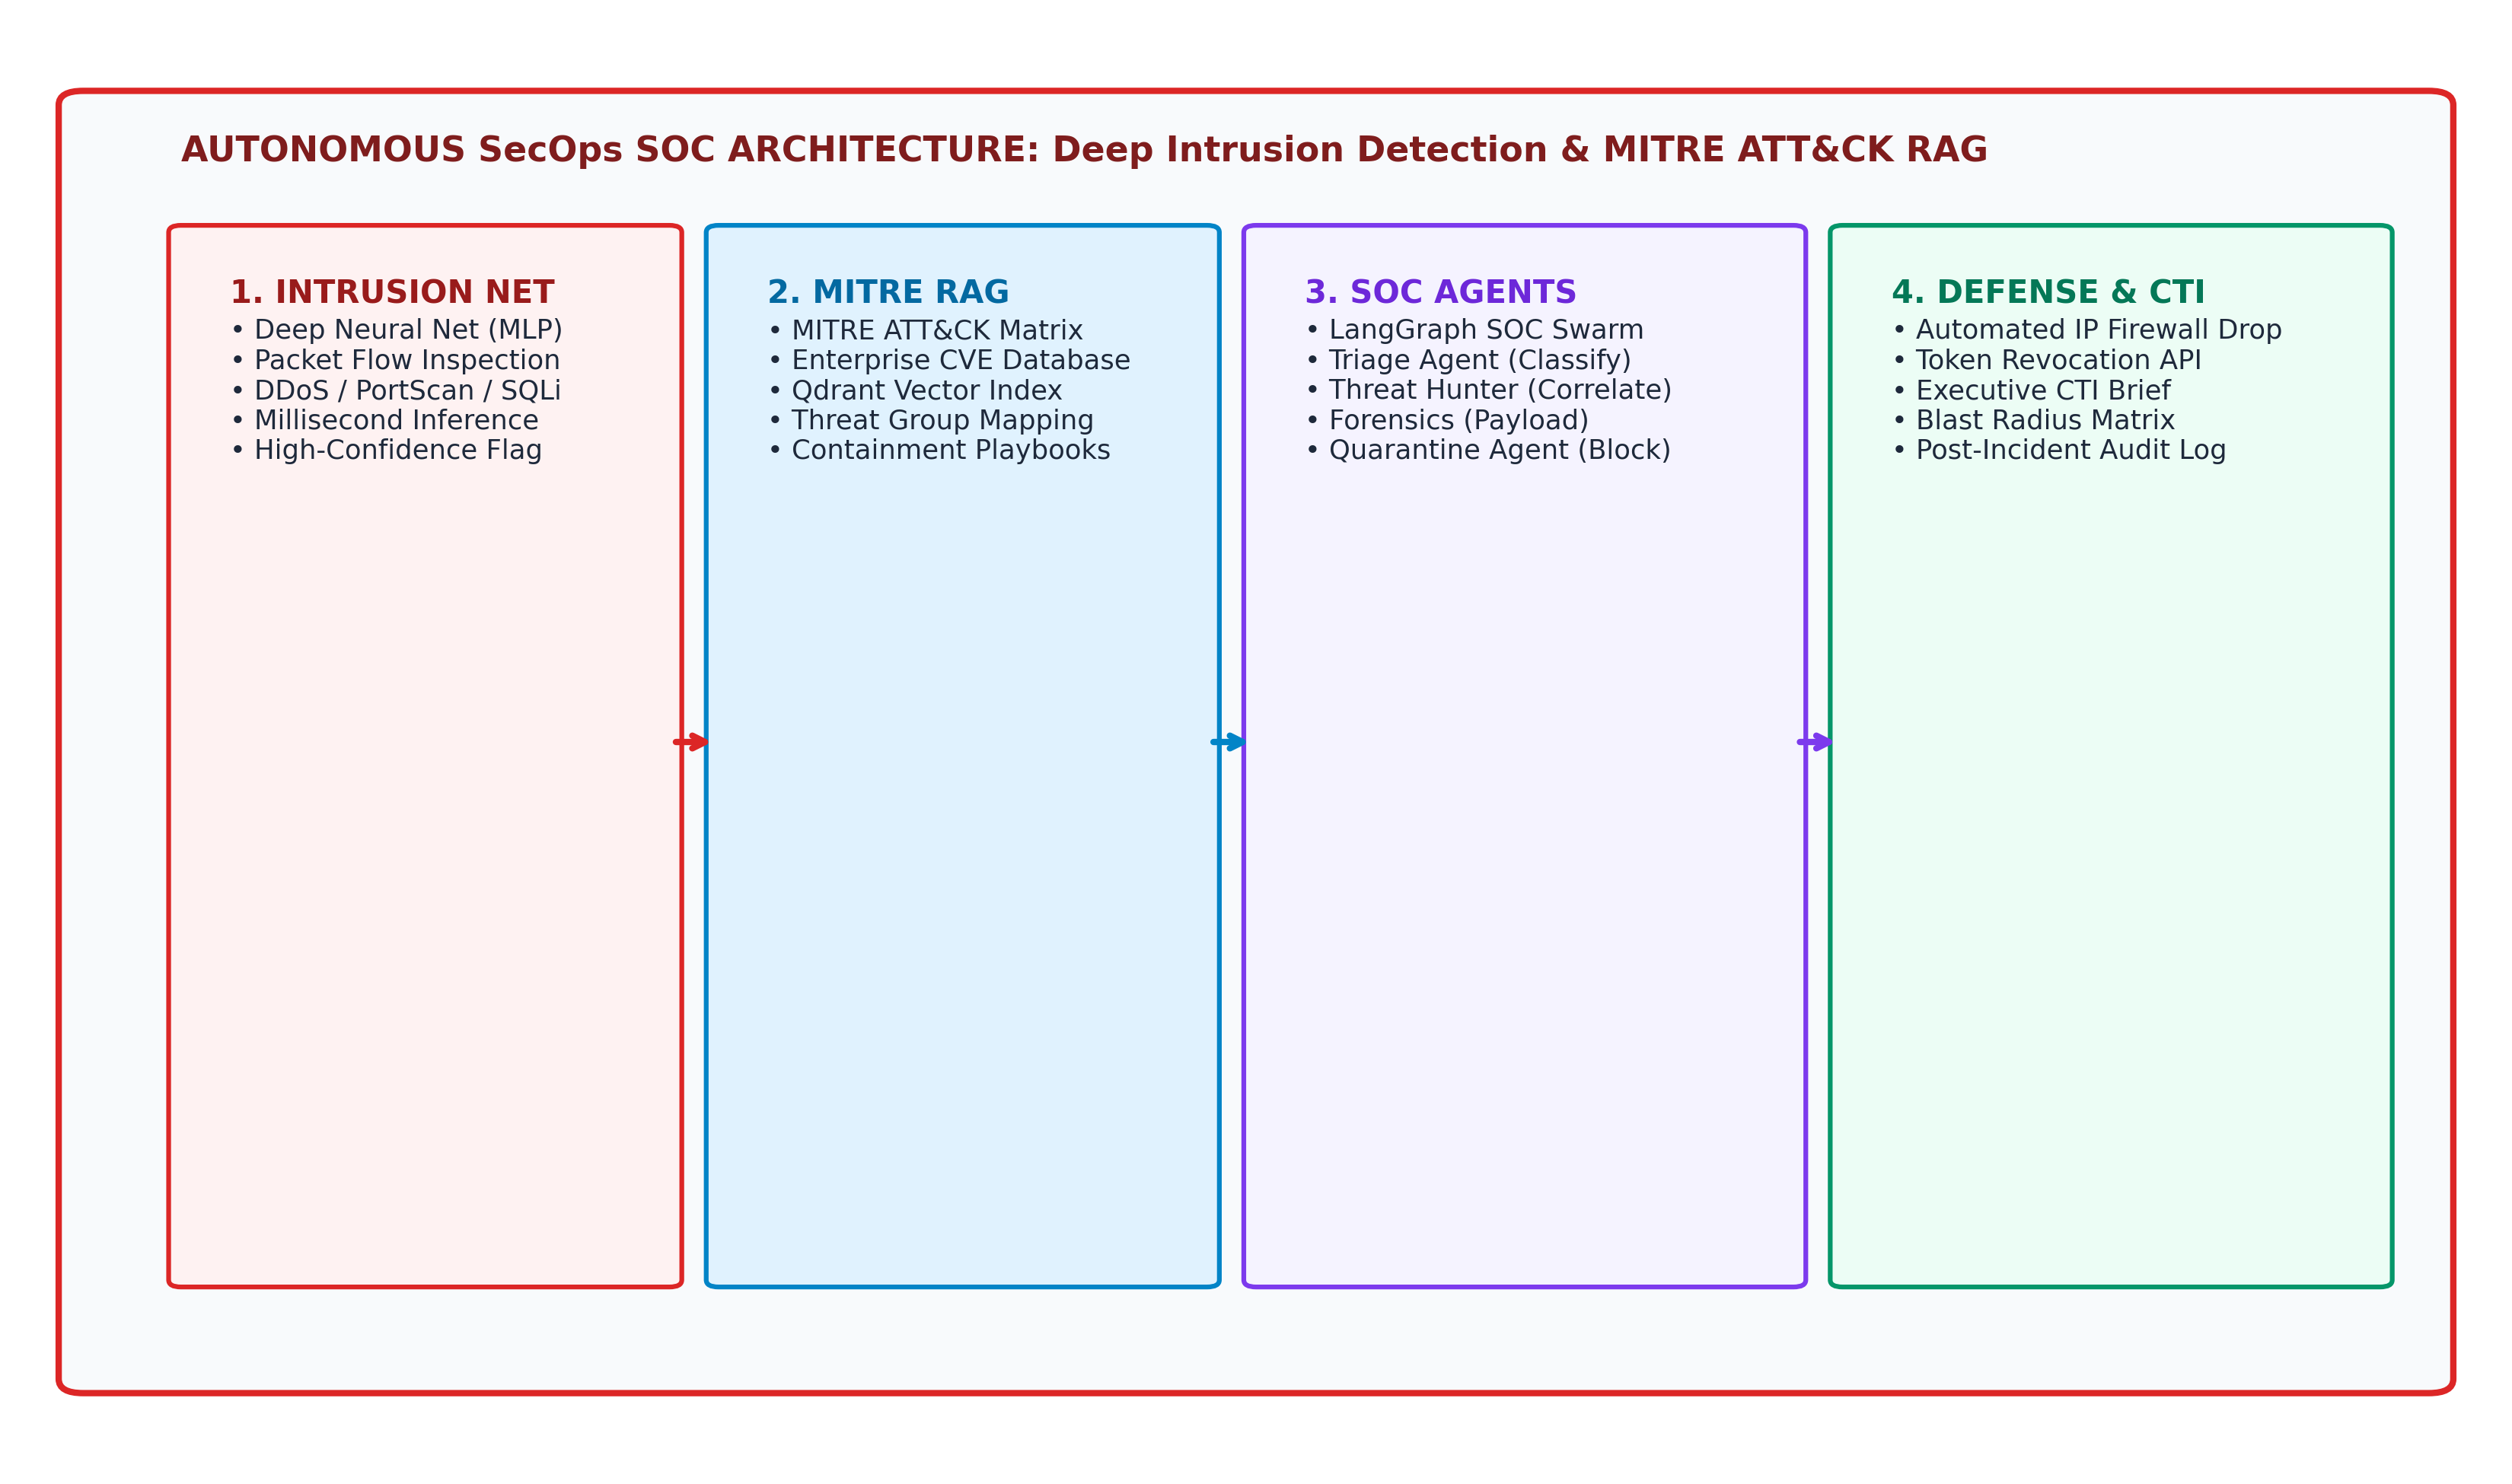 AUTONOMOUS SecOps SOC ARCHITECTURE: Deep Intrusion Detection & MITRE ATT&CK RAG
1. INTRUSION NET
• Deep Neural Net (MLP)
• Packet Flow Inspection
• DDoS / PortScan / SQLi
• Millisecond Inference
• High-Confidence Flag
2. MITRE RAG
• MITRE ATT&CK Matrix
• Enterprise CVE Database
• Qdrant Vector Index
• Threat Group Mapping
• Containment Playbooks
3. SOC AGENTS
• LangGraph SOC Swarm
• Triage Agent (Classify)
• Threat Hunter (Correlate)
• Forensics (Payload)
• Quarantine Agent (Block)
4. DEFENSE & CTI
• Automated IP Firewall Drop
• Token Revocation API
• Executive CTI Brief
• Blast Radius Matrix
• Post-Incident Audit Log